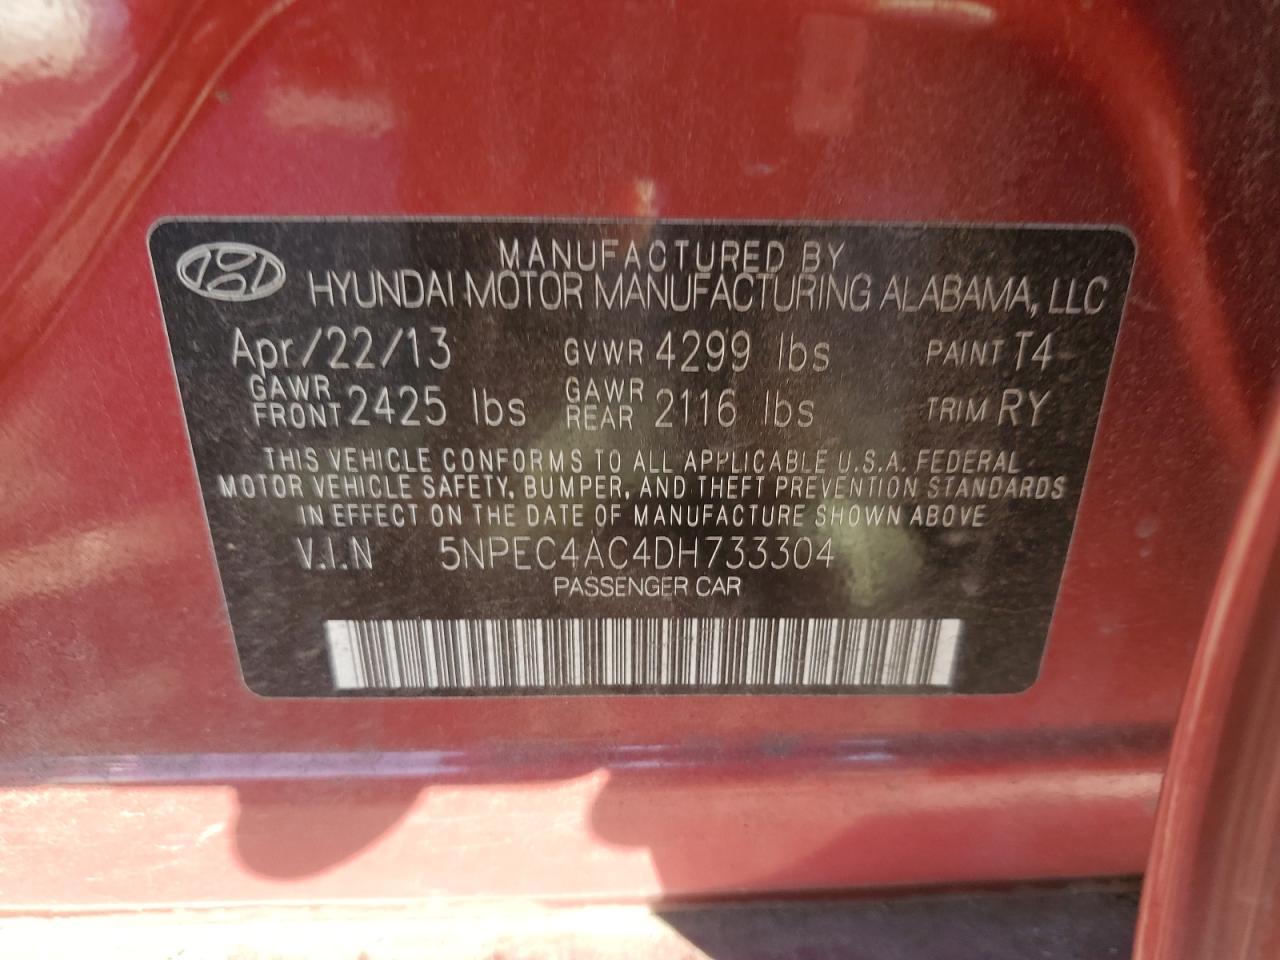 MANUFACTURED BY
HYUNDAI MOTOR MANUFACTURING ALABAMA, LLC
Apr/22/13 GVWR 4299 lbs PAINT T4
GAWR FRONT 2425 lbs GAWR REAR 2116 lbs TRIM RY
THIS VEHICLE CONFORMS TO ALL APPLICABLE U.S.A. FEDERAL
MOTOR VEHICLE SAFETY, BUMPER, AND THEFT PREVENTION STANDARDS
IN EFFECT ON THE DATE OF MANUFACTURE SHOWN ABOVE
V.I.N 5NPEC4AC4DH733304
PASSENGER CAR